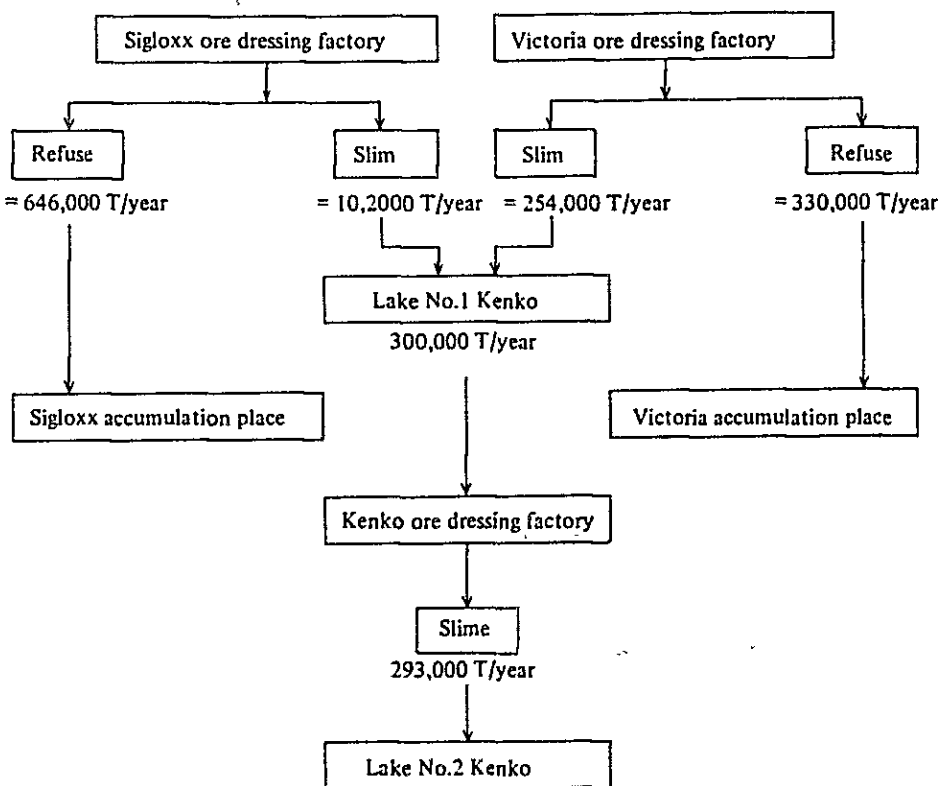 Sigloxx ore dressing factory
Victoria ore dressing factory
Refuse
Slim
Slim
Refuse
= 646,000 T/year
= 10,2000 T/year
= 254,000 T/year
= 330,000 T/year
Lake No.1 Kenko
300,000 T/year
Sigloxx accumulation place
Victoria accumulation place
Kenko ore dressing factory
Slime
293,000 T/year
Lake No.2 Kenko